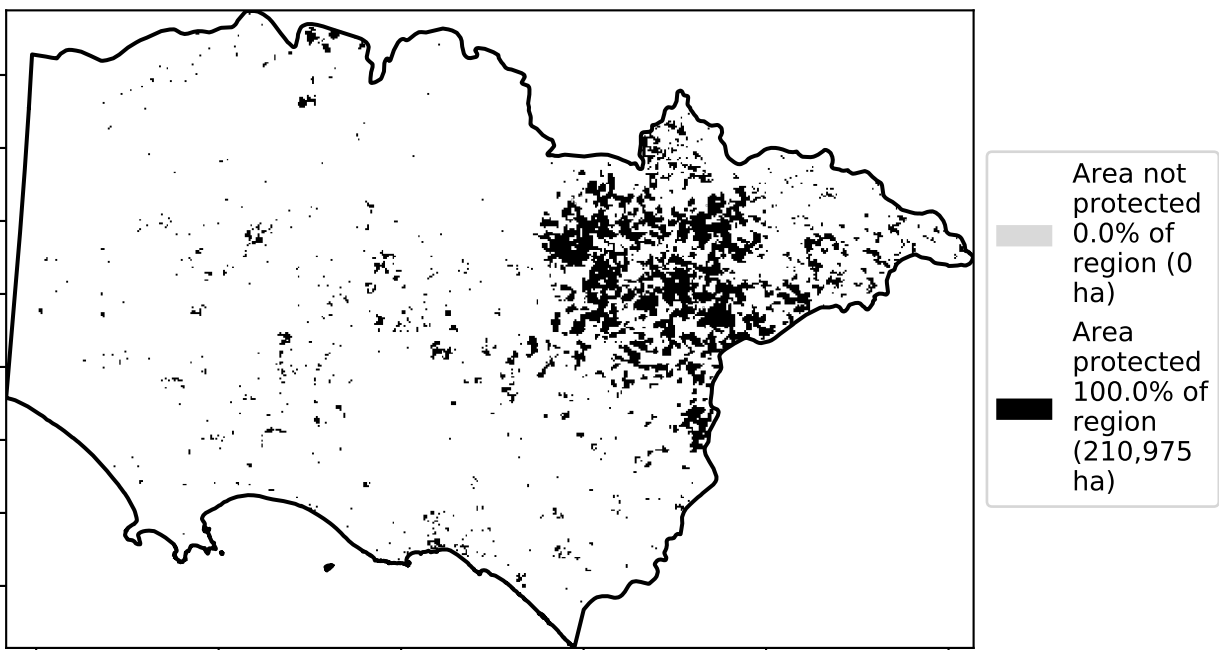 Area not
protected
0.0% of
region (0
ha)
Area
protected
100.0% of
region
(210,975
ha)